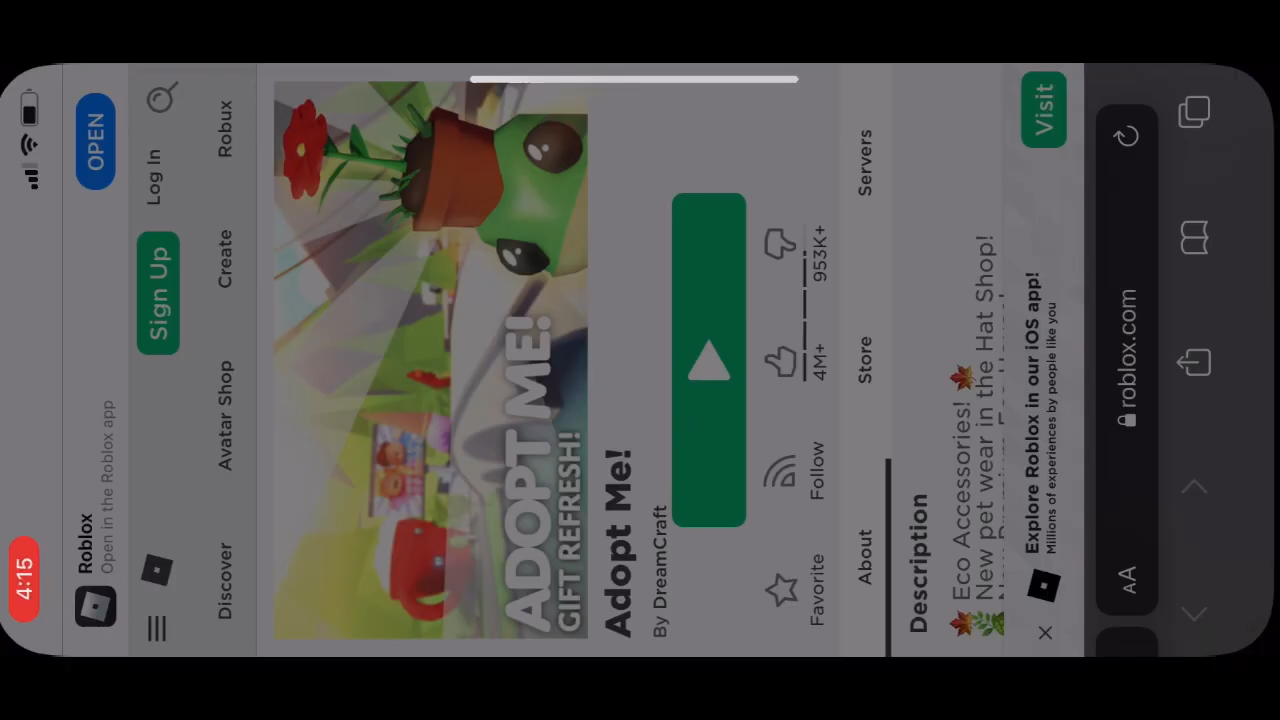 4:15
Roblox
Open in the Roblox app
OPEN
Sign Up
Log In
Discover
Avatar Shop
Create
Robux
ADOPT ME!
GIFT REFRESH!
Adopt Me!
By DreamCraft
Favorite
Follow
4M+
953K+
About
Store
Servers
Description
Eco Accessories!
New pet wear in the Hat Shop!
Explore Roblox in our iOS app!
Millions of experiences by people like you
Visit
AA
roblox.com